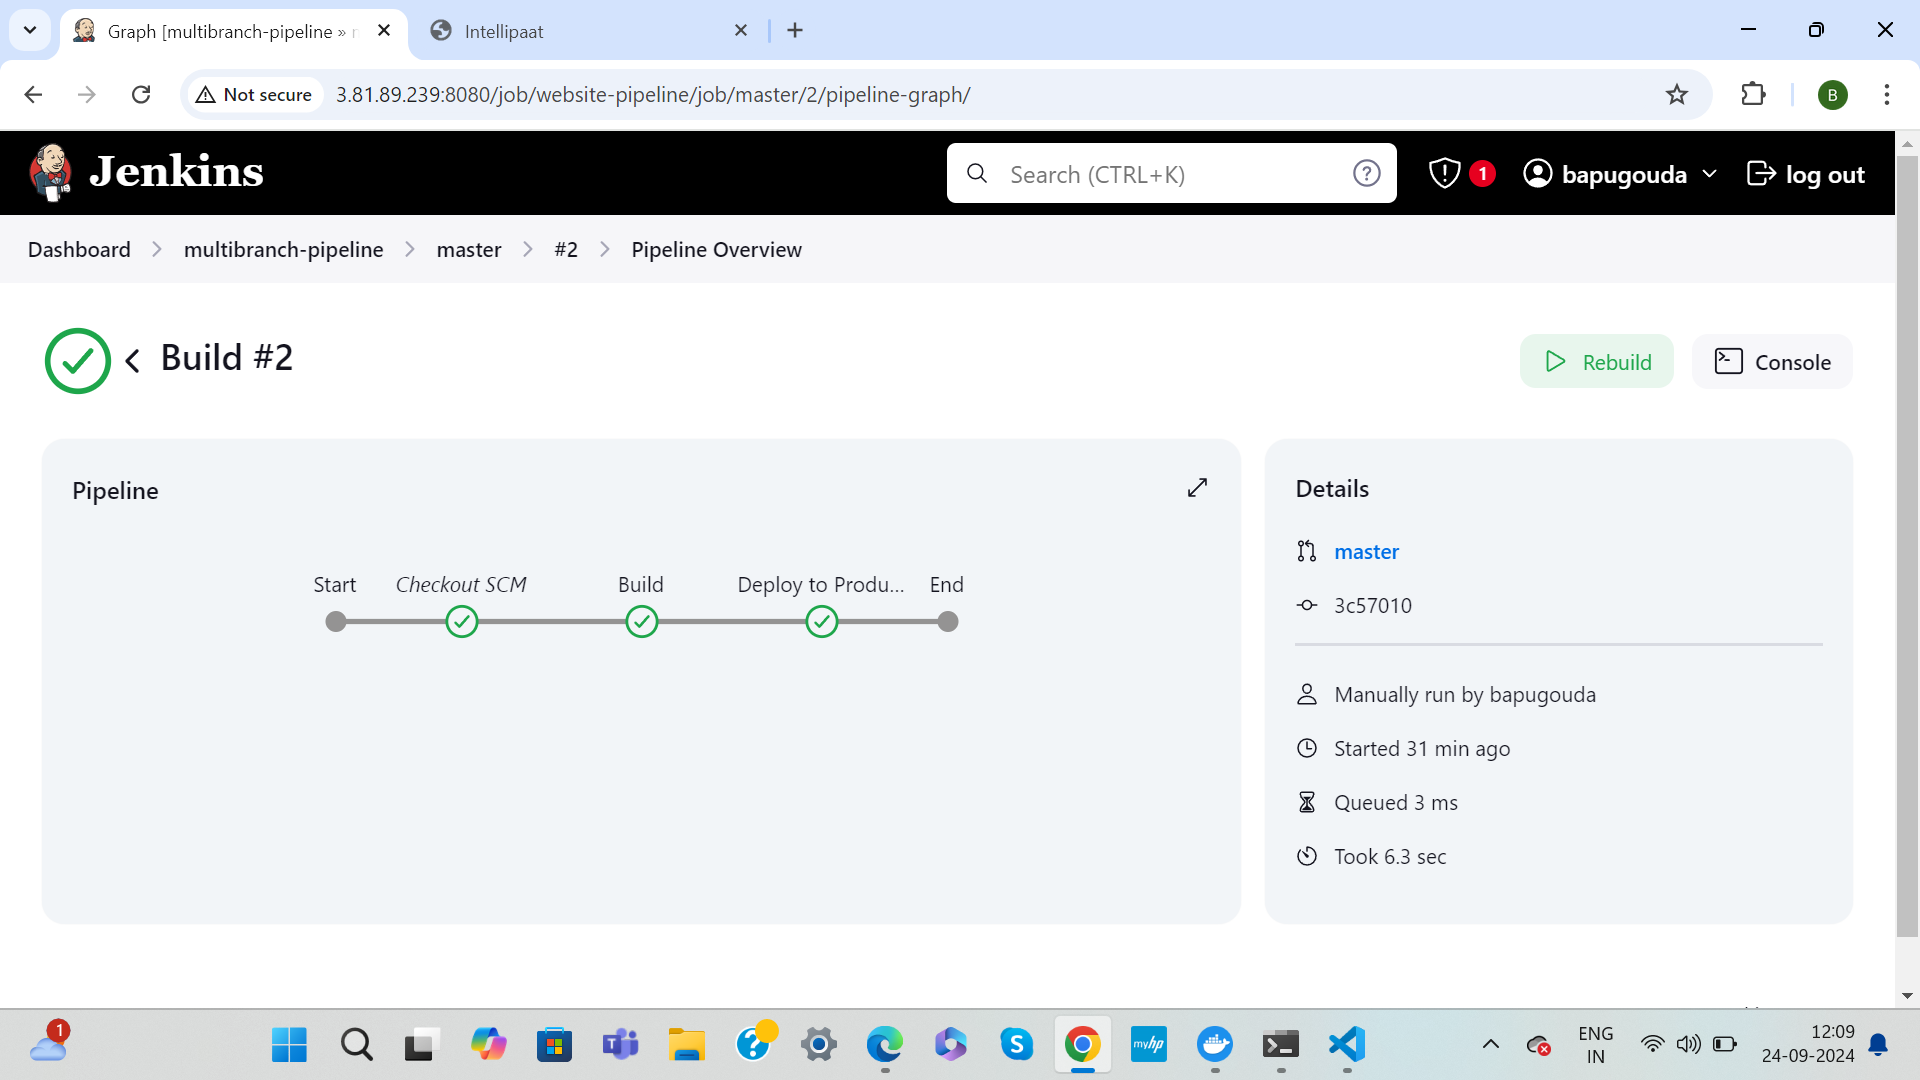 Graph [multibranch-pipeline »
Intellipaat
Not secure
3.81.89.239:8080/job/website-pipeline/job/master/2/pipeline-graph/
B
Jenkins
Search (CTRL+K)
?
1
bapugouda
log out
Dashboard
multibranch-pipeline
master
#2
Pipeline Overview
Build #2
Rebuild
Console
Pipeline
Start
Checkout SCM
Build
Deploy to Produ...
End
Details
master
3c57010
Manually run by bapugouda
Started 31 min ago
Queued 3 ms
Took 6.3 sec
1
myhp
ENG
IN
12:09
24-09-2024